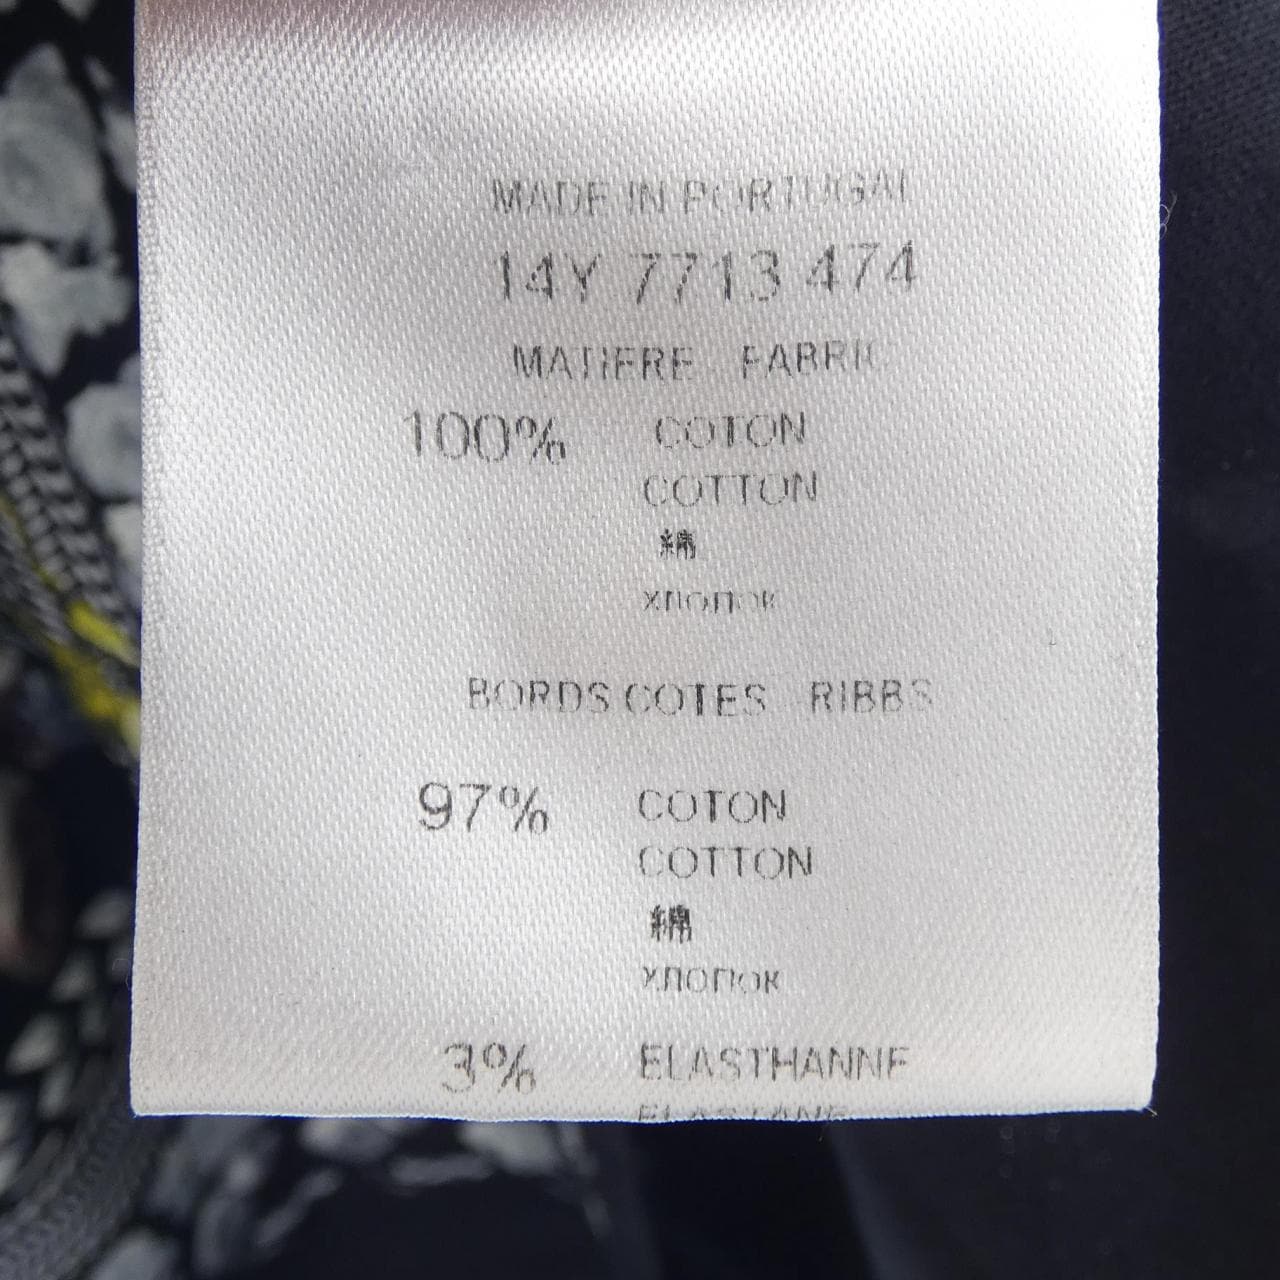 MADE IN PORTUGAL
14Y 7713 474
MATIERE FABRIC
100% COTON
COTTON
綿
ХЛОПОК
BORDS COTES RIBBS
97% COTON
COTTON
綿
ХЛОПОК
3% ELASTHANNE
ELASTANE